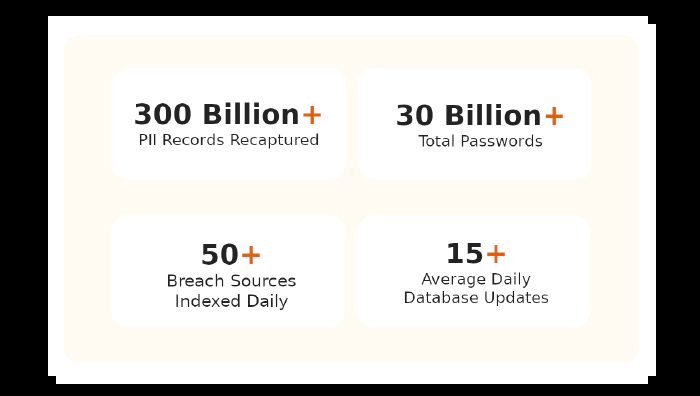 300 Billion+
PII Records Recaptured
30 Billion+
Total Passwords
50+
Breach Sources
Indexed Daily
15+
Average Daily
Database Updates